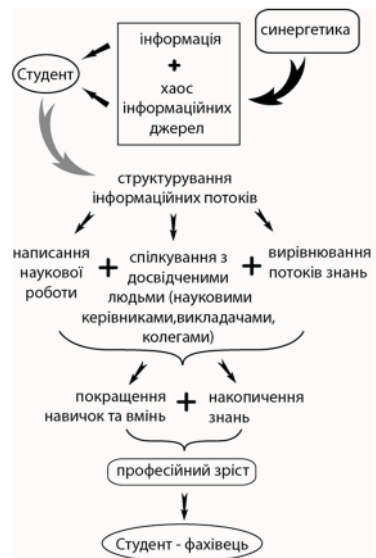 інформація
+
хаос
інформаційних
джерел
синергетика
Студент
структурування
інформаційних потоків
написання
наукової
роботи
+
спілкування з
досвідченими
людьми (науковими
керівниками,викладачами,
колегами)
+
вирівнювання
потоків знань
покращення
навичок та вмінь
+
накопичення
знань
професійний зріст
Студент - фахівець